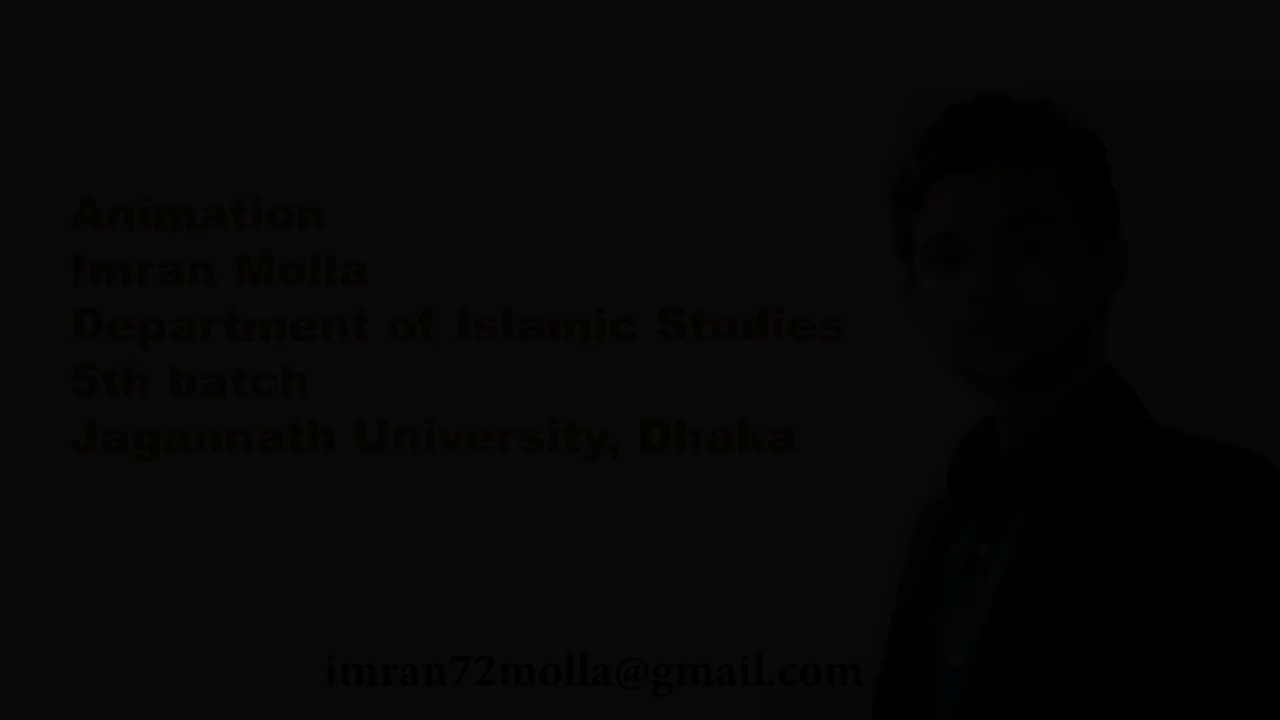 Animation
Imran Molla
Department of Islamic Studies
5th batch
Jagannath University, Dhaka
imran72molla@gmail.com